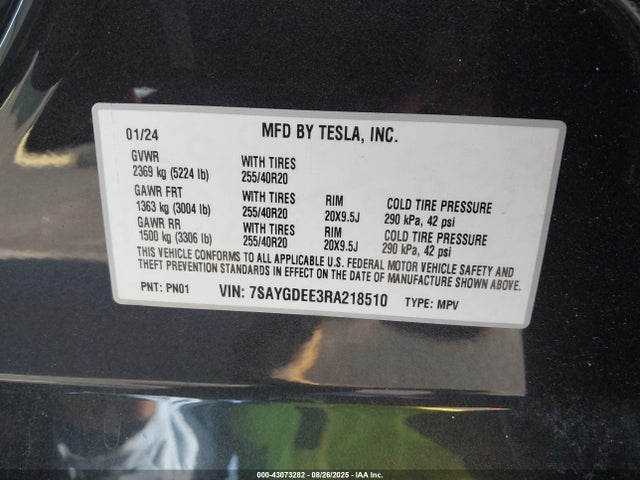 01/24 MFD BY TESLA, INC.
GVWR WITH TIRES
2369 kg (5224 lb) 255/40R20
GAWR FRT WITH TIRES RIM COLD TIRE PRESSURE
1363 kg (3004 lb) 255/40R20 20X9.5J 290 kPa, 42 psi
GAWR RR WITH TIRES RIM COLD TIRE PRESSURE
1500 kg (3306 lb) 255/40R20 20X9.5J 290 kPa, 42 psi
THIS VEHICLE CONFORMS TO ALL APPLICABLE U.S. FEDERAL MOTOR VEHICLE SAFETY AND
THEFT PREVENTION STANDARDS IN EFFECT ON THE DATE OF MANUFACTURE SHOWN ABOVE.
PNT: PN01 VIN: 7SAYGDEE3RA218510 TYPE: MPV
000-43073282 - 08/26/2025 - IAA Inc.